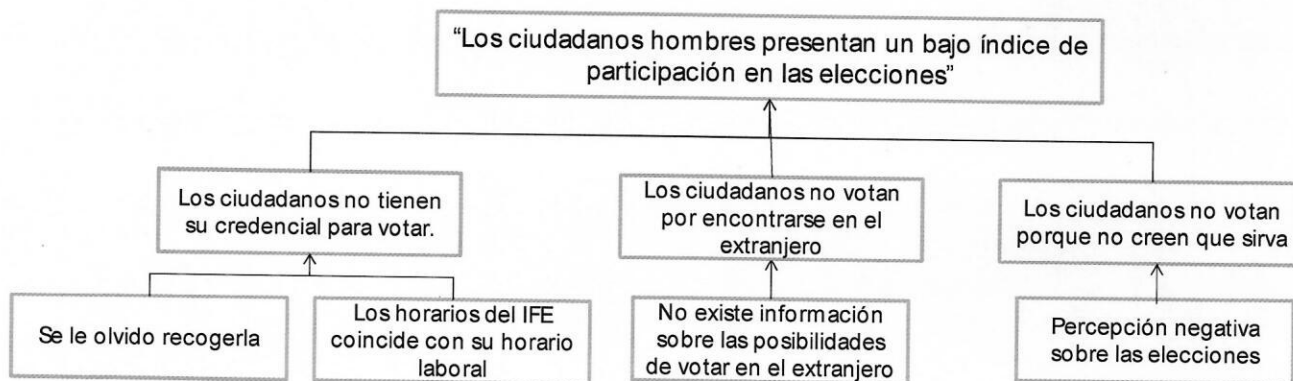 “Los ciudadanos hombres presentan un bajo índice de
participación en las elecciones”
Los ciudadanos no tienen
su credencial para votar.
Los ciudadanos no votan
por encontrarse en el
extranjero
Los ciudadanos no votan
porque no creen que sirva
Se le olvido recogerla
Los horarios del IFE
coincide con su horario
laboral
No existe información
sobre las posibilidades
de votar en el extranjero
Percepción negativa
sobre las elecciones